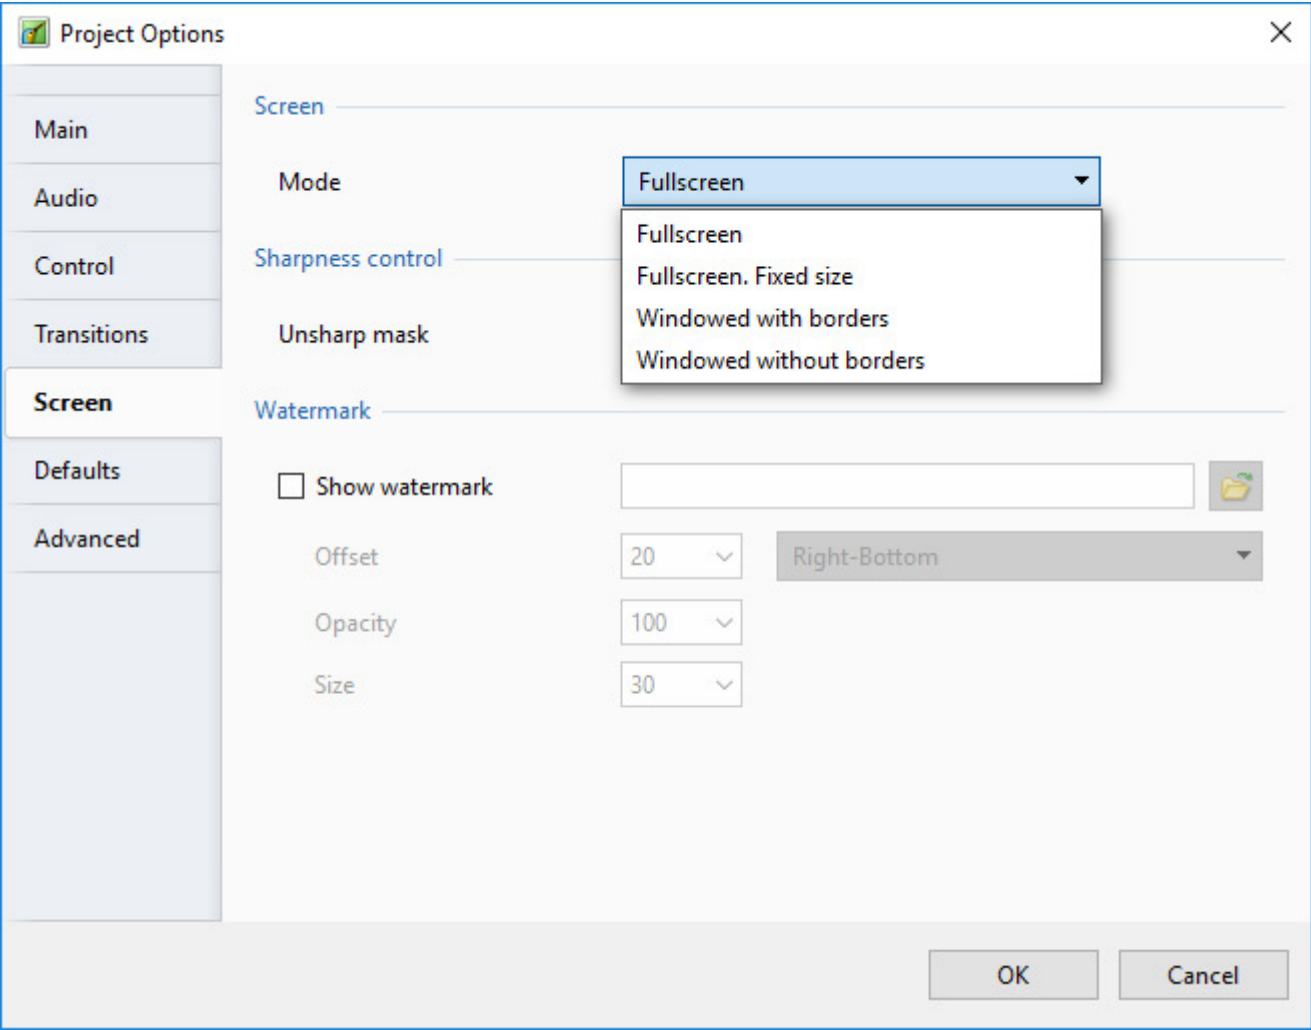 Project Options
Main
Audio
Control
Transitions
Screen
Defaults
Advanced
Screen
Mode
Fullscreen
Fullscreen
Fullscreen. Fixed size
Windowed with borders
Windowed without borders
Sharpness control
Unsharp mask
Watermark
Show watermark
Offset
20
Right-Bottom
Opacity
100
Size
30
OK
Cancel